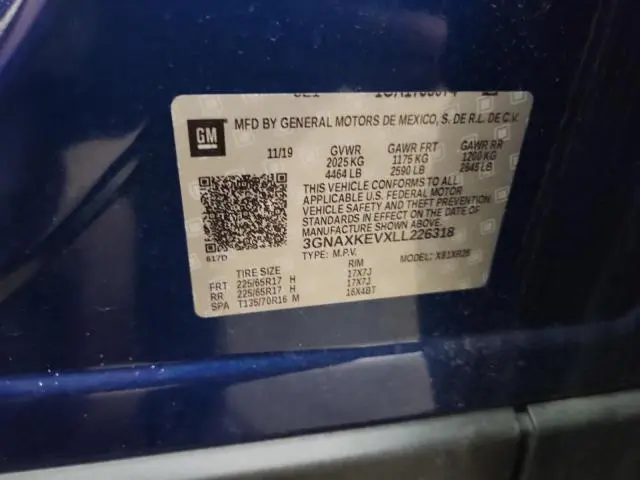 GM
MFD BY GENERAL MOTORS DE MEXICO, S. DE R.L. DE C.V.
11/19 GVWR GAWR FRT GAWR RR
2025 KG 1175 KG 1200 KG
4464 LB 2590 LB 2645 LB
THIS VEHICLE CONFORMS TO ALL
APPLICABLE U.S. FEDERAL MOTOR
VEHICLE SAFETY AND THEFT PREVENTION
STANDARDS IN EFFECT ON THE DATE OF
MANUFACTURE SHOWN ABOVE.
3GNAXKEVXLL226318
617D TYPE: M.P.V. MODEL: X81XR26
TIRE SIZE RIM
FRT 225/65R17 H 17X7J
RR 225/65R17 H 17X7J
SPA T135/70R16 M 16X4BT